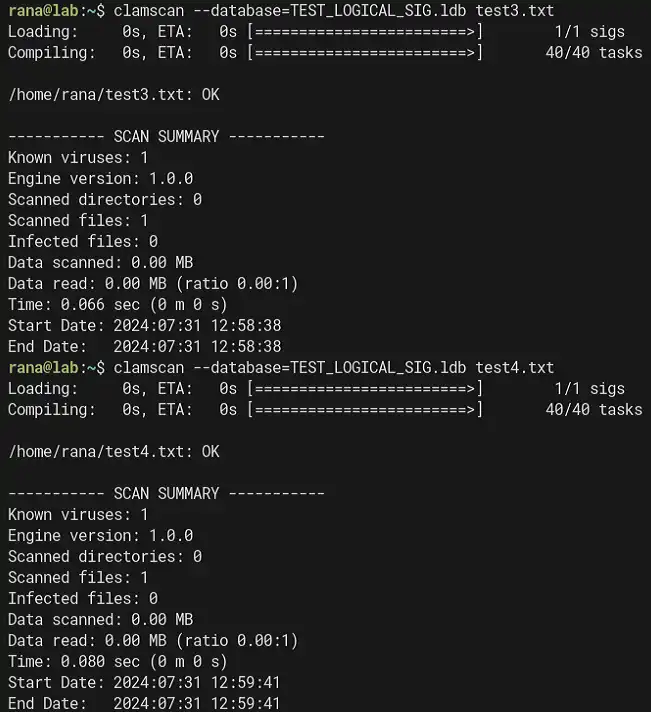 rana@lab:~$ clamscan --database=TEST_LOGICAL_SIG.ldb test3.txt
Loading:     0s, ETA:   0s [========================>]        1/1 sigs
Compiling:   0s, ETA:   0s [========================>]       40/40 tasks

/home/rana/test3.txt: OK

----------- SCAN SUMMARY -----------
Known viruses: 1
Engine version: 1.0.0
Scanned directories: 0
Scanned files: 1
Infected files: 0
Data scanned: 0.00 MB
Data read: 0.00 MB (ratio 0.00:1)
Time: 0.066 sec (0 m 0 s)
Start Date: 2024:07:31 12:58:38
End Date:   2024:07:31 12:58:38
rana@lab:~$ clamscan --database=TEST_LOGICAL_SIG.ldb test4.txt
Loading:     0s, ETA:   0s [========================>]        1/1 sigs
Compiling:   0s, ETA:   0s [========================>]       40/40 tasks

/home/rana/test4.txt: OK

----------- SCAN SUMMARY -----------
Known viruses: 1
Engine version: 1.0.0
Scanned directories: 0
Scanned files: 1
Infected files: 0
Data scanned: 0.00 MB
Data read: 0.00 MB (ratio 0.00:1)
Time: 0.080 sec (0 m 0 s)
Start Date: 2024:07:31 12:59:41
End Date:   2024:07:31 12:59:41